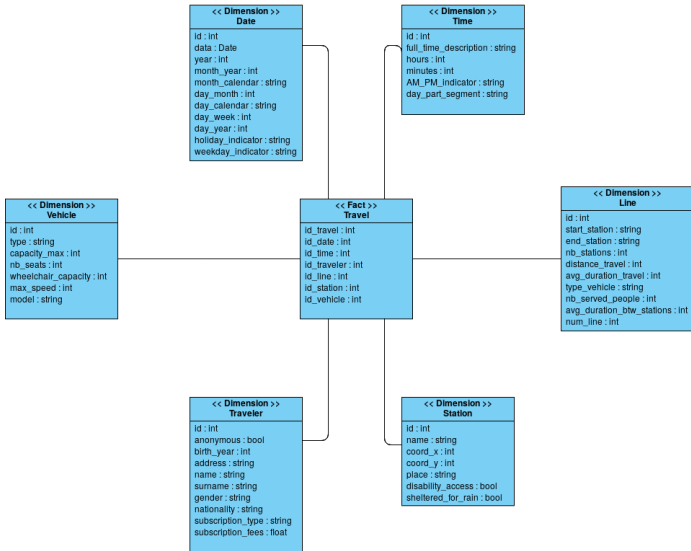 << Dimension >>
Date
id : int
data : Date
year : int
month_year : int
month_calendar : string
day_month : int
day_calendar : string
day_week : int
day_year : int
holiday_indicator : string
weekday_indicator : string
<< Dimension >>
Time
id : int
full_time_description : string
hours : int
minutes : int
AM_PM_indicator : string
day_part_segment : string
<< Dimension >>
Vehicle
id : int
type : string
capacity_max : int
nb_seats : int
wheelchair_capacity : int
max_speed : int
model : string
<< Fact >>
Travel
id_travel : int
id_date : int
id_time : int
id_traveler : int
id_line : int
id_station : int
id_vehicle : int
<< Dimension >>
Line
id : int
start_station : string
end_station : string
nb_stations : int
distance_travel : int
avg_duration_travel : int
type_vehicle : string
nb_served_people : int
avg_duration_btw_stations : int
num_line : int
<< Dimension >>
Traveler
id : int
anonymous : bool
birth_year : int
address : string
name : string
surname : string
gender : string
nationality : string
subscription_type : string
subscription_fees : float
<< Dimension >>
Station
id : int
name : string
coord_x : int
coord_y : int
place : string
disability_access : bool
sheltered_for_rain : bool